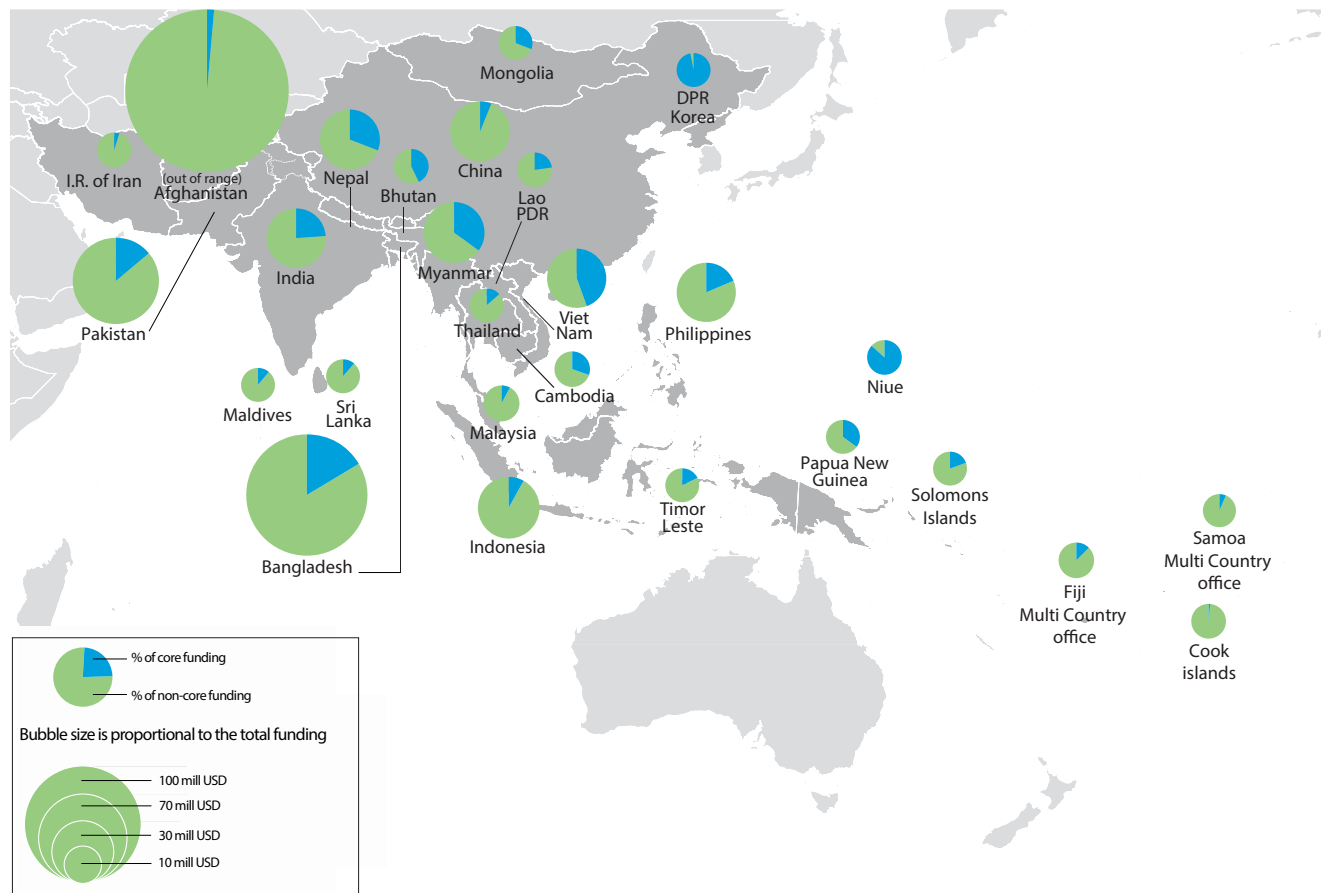 Mongolia
DPR
Korea
I.R. of Iran
(out of range)
Afghanistan
Nepal
Bhutan
China
Lao
PDR
India
Myanmar
Pakistan
Thailand
Viet
Nam
Philippines
Maldives
Sri
Lanka
Cambodia
Niue
Malaysia
Papua New
Guinea
Solomons
Islands
Timor
Leste
Indonesia
Bangladesh
Samoa
Multi Country
office
Fiji
Multi Country
office
Cook
islands
% of core funding
% of non-core funding
Bubble size is proportional to the total funding
100 mill USD
70 mill USD
30 mill USD
10 mill USD